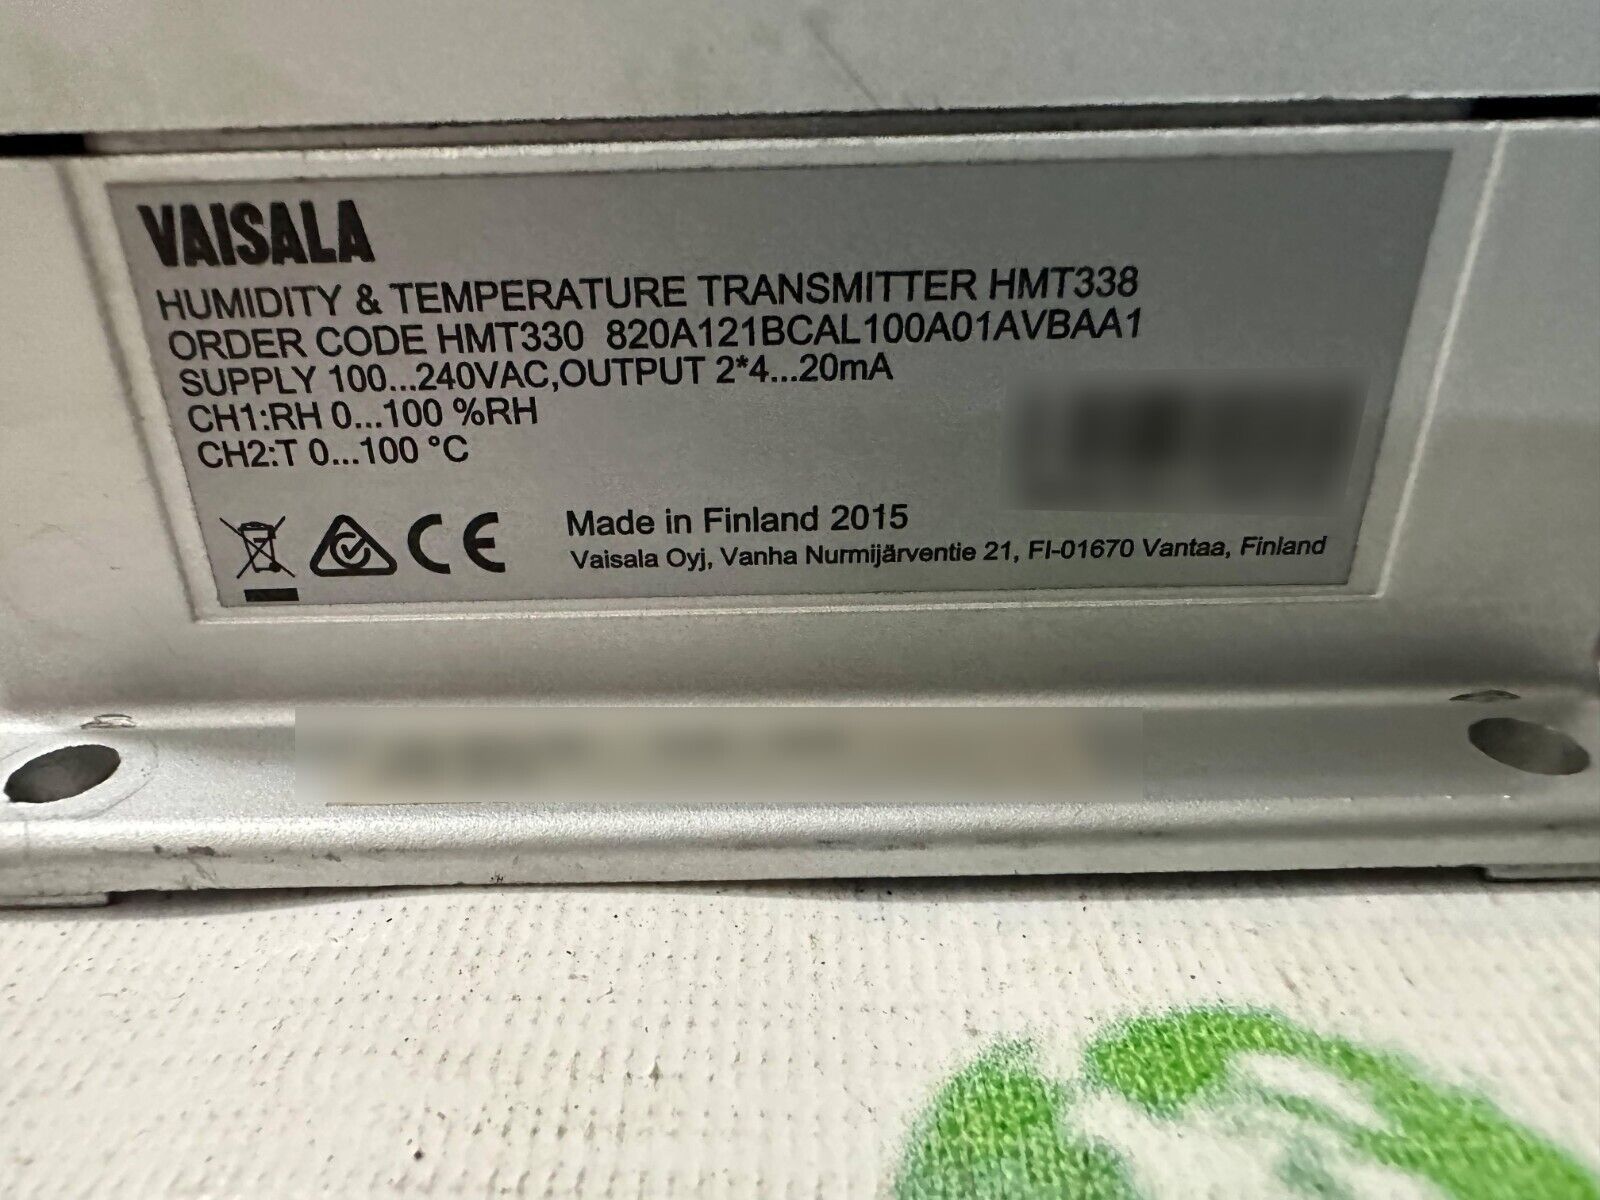 VAISALA
HUMIDITY & TEMPERATURE TRANSMITTER HMT338
ORDER CODE HMT330 820A121BCAL100A01AVBAA1
SUPPLY 100...240VAC,OUTPUT 2*4...20mA
CH1:RH 0...100 %RH
CH2:T 0...100 °C
CE
Made in Finland 2015
Vaisala Oyj, Vanha Nurmijärventie 21, FI-01670 Vantaa, Finland